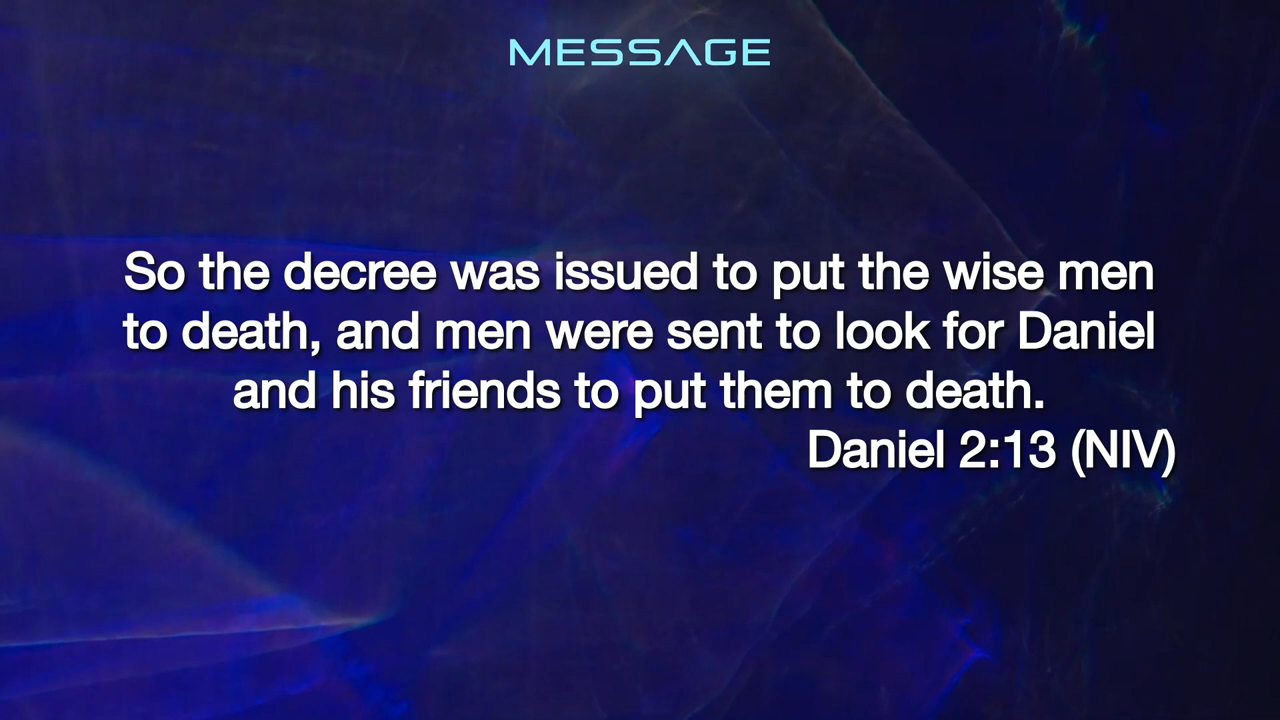 MESSAGE
So the decree was issued to put the wise men
to death, and men were sent to look for Daniel
and his friends to put them to death.
Daniel 2:13 (NIV)